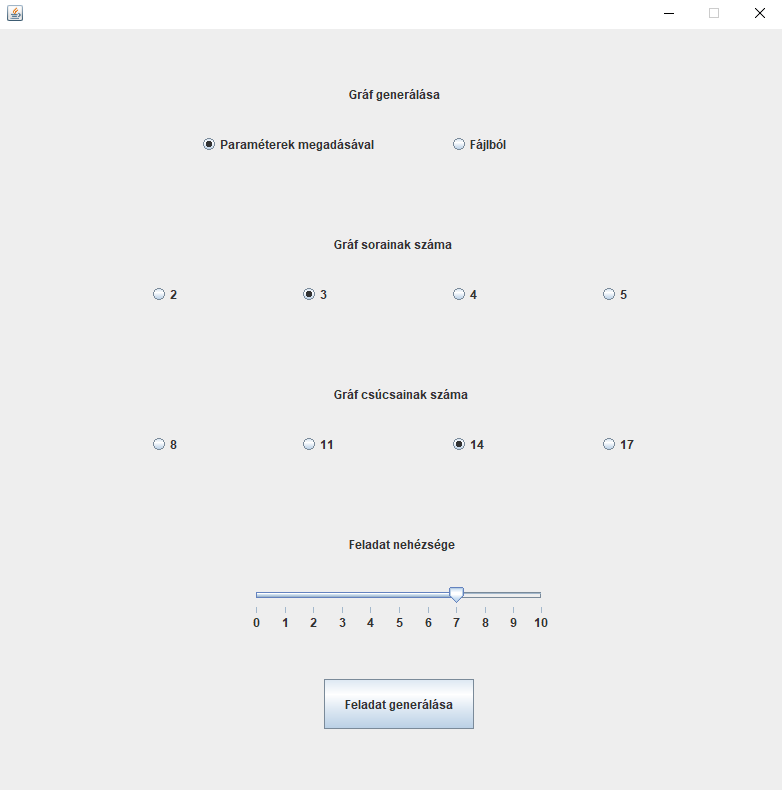 Gráf generálása
Paraméterek megadásával Fájlból
Gráf sorainak száma
2 3 4 5
Gráf csúcsainak száma
8 11 14 17
Feladat nehézsége
0 1 2 3 4 5 6 7 8 9 10
Feladat generálása